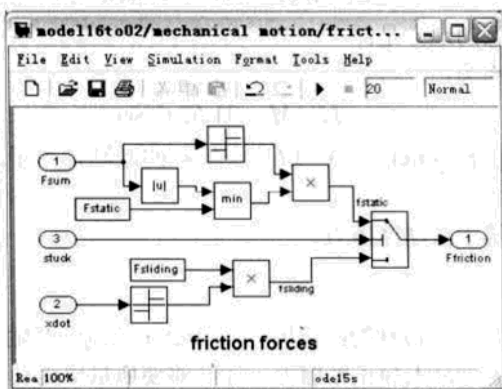 model16to02/mechanical motion/frict...
File Edit View Simulation Format Tools Help
20 Normal
1
Fsum
|u|
min
×
Fstatic
fstatic
3
stuck
1
Ffriction
Fsliding
×
fsliding
2
xdot
friction forces
Rea 100% ode15s